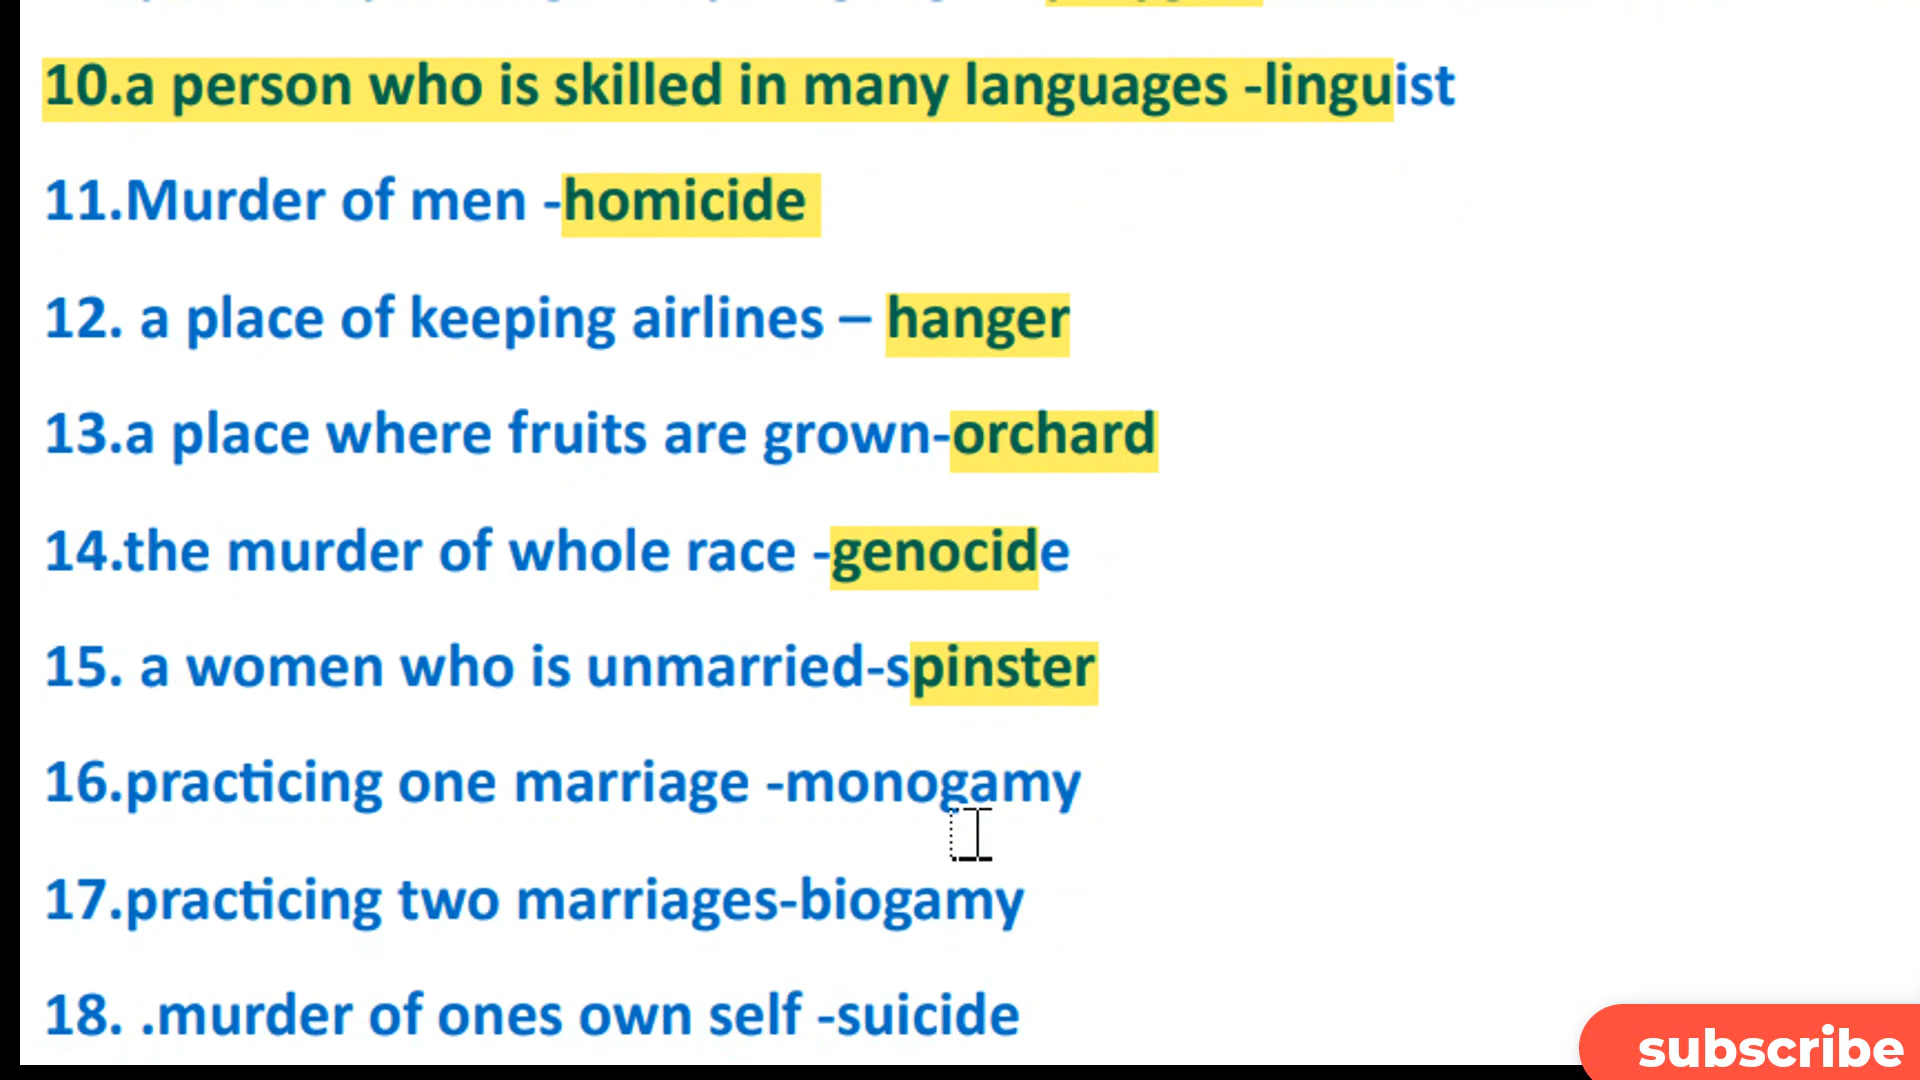 10.a person who is skilled in many languages -linguist
11.Murder of men -homicide
12. a place of keeping airlines – hanger
13.a place where fruits are grown-orchard
14.the murder of whole race -genocide
15. a women who is unmarried-spinster
16.practicing one marriage -monogamy
17.practicing two marriages-biogamy
18. .murder of ones own self -suicide
subscribe